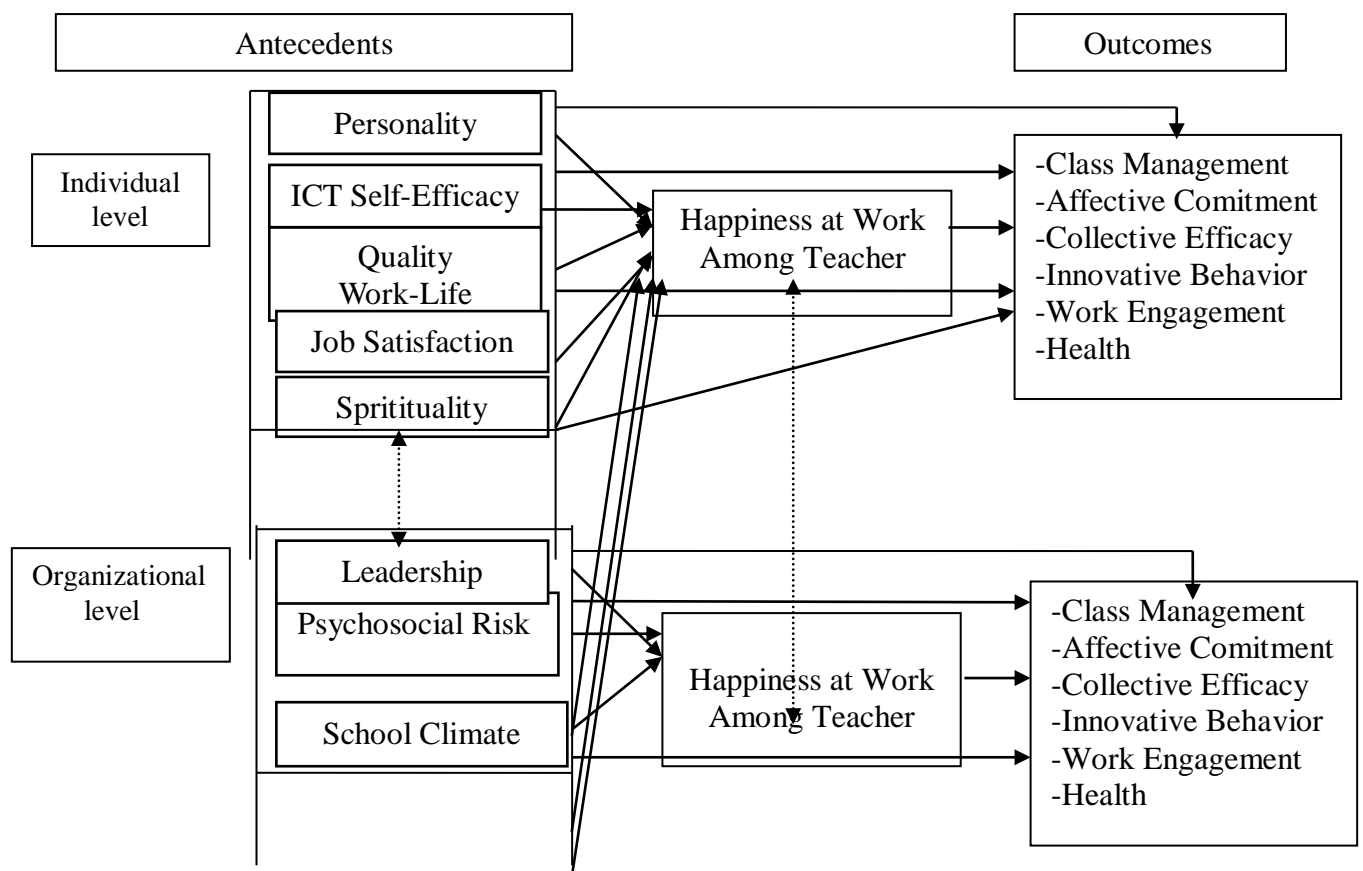 Antecedents
Outcomes
Individual
level
Personality
ICT Self-Efficacy
Quality
Work-Life
Job Satisfaction
Spritituality
Happiness at Work
Among Teacher
-Class Management
-Affective Comitment
-Collective Efficacy
-Innovative Behavior
-Work Engagement
-Health
Organizational
level
Leadership
Psychosocial Risk
School Climate
Happiness at Work
Among Teacher
-Class Management
-Affective Comitment
-Collective Efficacy
-Innovative Behavior
-Work Engagement
-Health